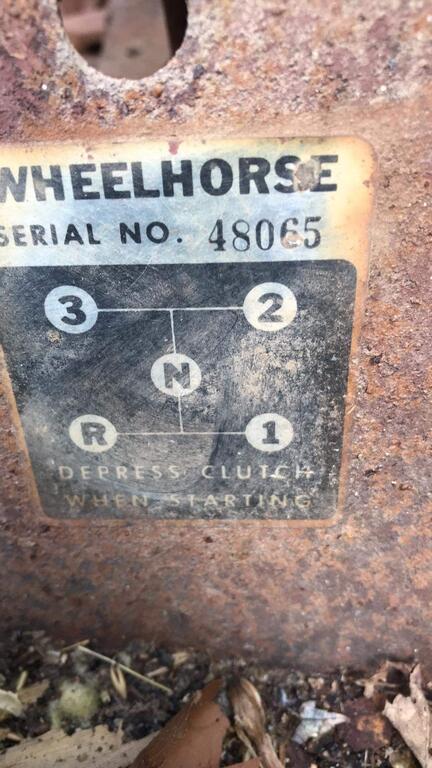 WHEELHORSE
SERIAL NO. 48065
3 2
N
R 1
DEPRESS CLUTCH
WHEN STARTING